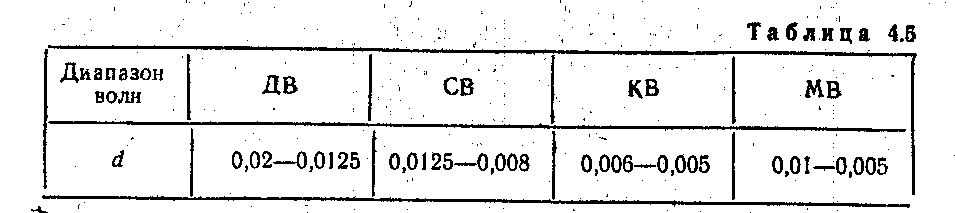 Таблица 4.5
Диапазон
волн
ДВ
СВ
КВ
МВ
d
0,02—0,0125
0,0125—0,008
0,006—0,005
0,01—0,005